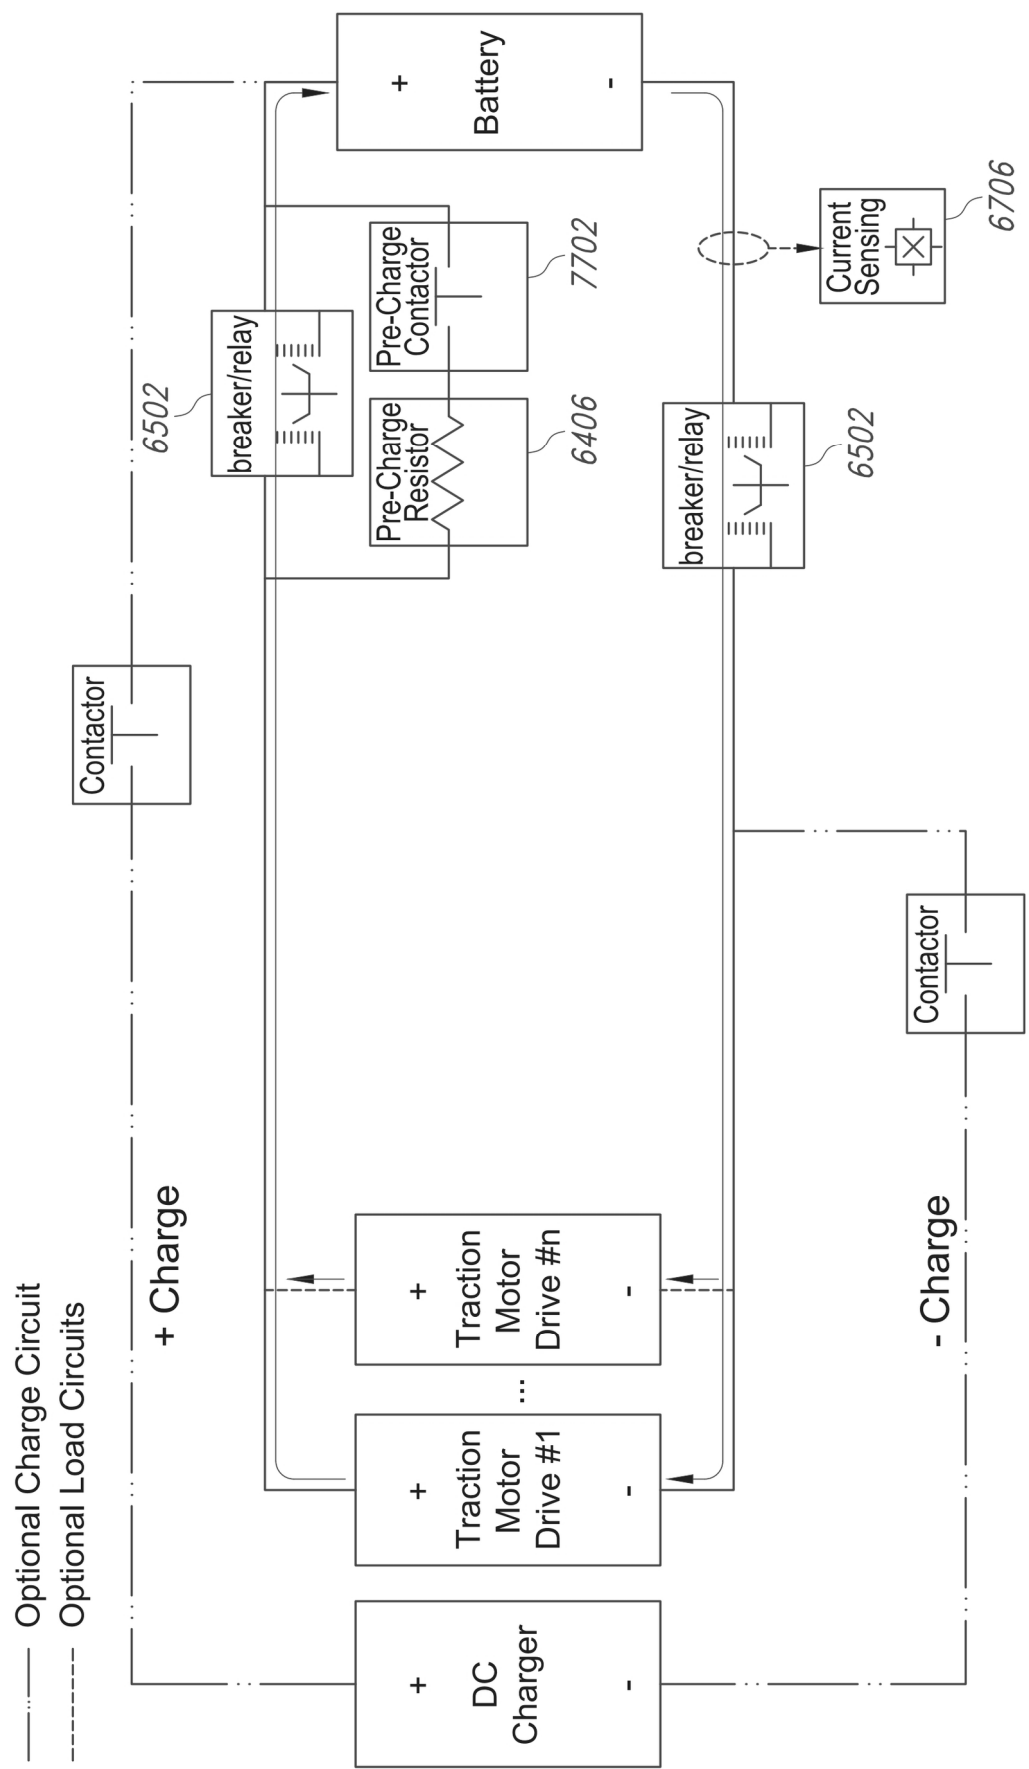 Optional Charge Circuit
Optional Load Circuits
+ Charge
Contactor
6502
breaker/relay
+
DC
Charger
-
+
Traction
Motor
Drive #1
-
...
+
Traction
Motor
Drive #n
-
Pre-Charge
Resistor
6406
Pre-Charge
Contactor
7702
+
Battery
-
breaker/relay
6502
Current
Sensing
6706
- Charge
Contactor